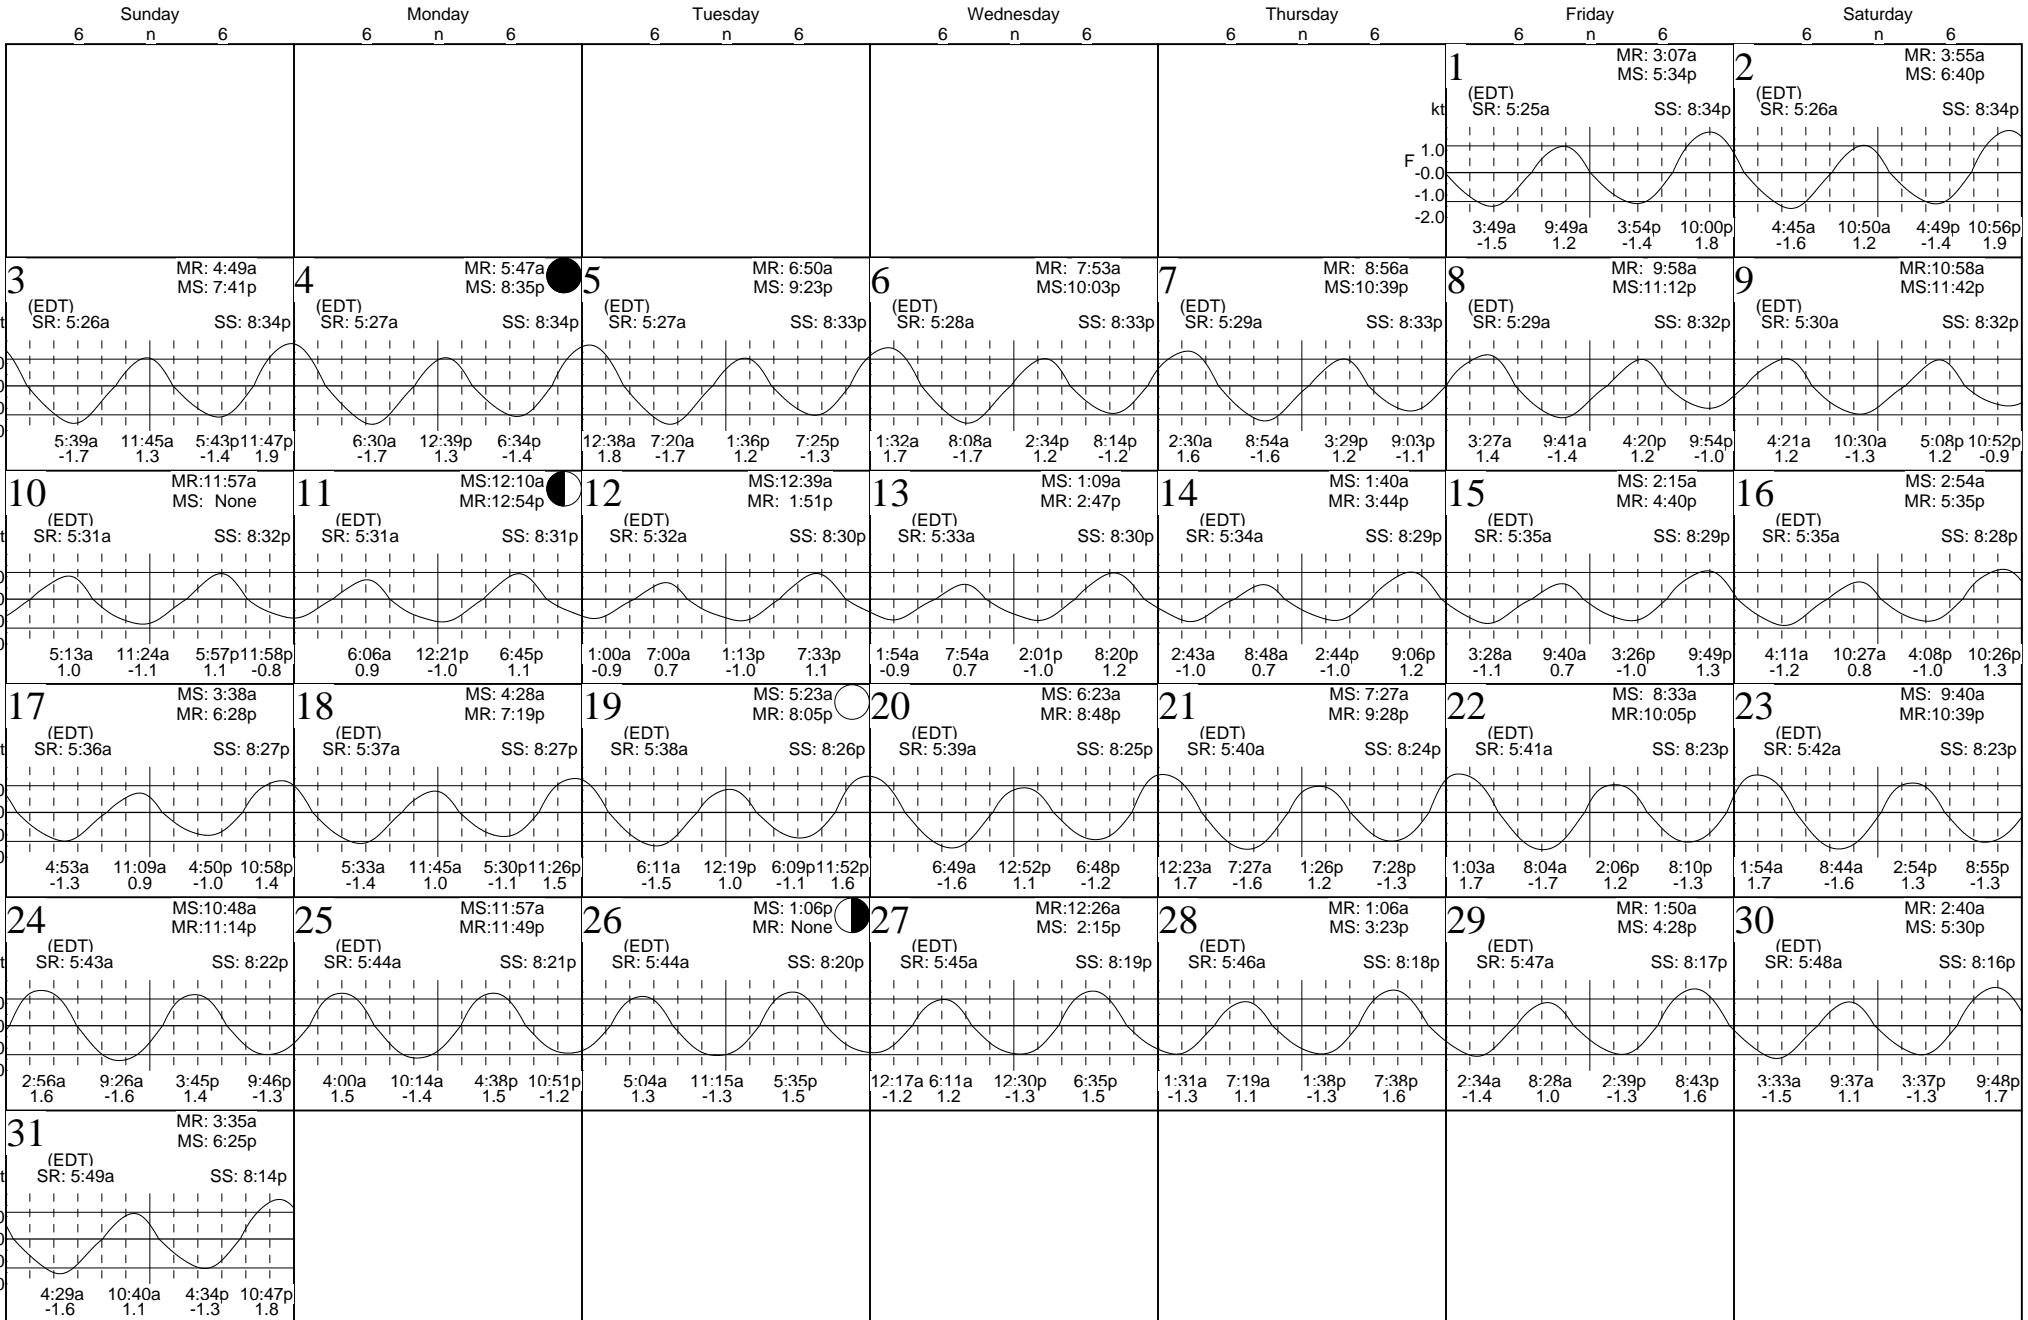 Sunday Monday Tuesday Wednesday Thursday Friday Saturday
6 n 6 6 n 6 6 n 6 6 n 6 6 n 6 6 n 6 6 n 6
1
MR: 3:07a
MS: 5:34p
(EDT)
SR: 5:25a SS: 8:34p
kt
F
1.0
-0.0
-1.0
-2.0
3:49a 9:49a 3:54p 10:00p
-1.5 1.2 -1.4 1.8
2
MR: 3:55a
MS: 6:40p
(EDT)
SR: 5:26a SS: 8:34p
4:45a 10:50a 4:49p 10:56p
-1.6 1.2 -1.4 1.9
3
MR: 4:49a
MS: 7:41p
(EDT)
SR: 5:26a SS: 8:34p
5:39a 11:45a 5:43p 11:47p
-1.7 1.3 -1.4 1.9
4
MR: 5:47a
MS: 8:35p
(EDT)
SR: 5:27a SS: 8:34p
6:30a 12:39p 6:34p
-1.7 1.3 -1.4
5
MR: 6:50a
MS: 9:23p
(EDT)
SR: 5:27a SS: 8:33p
12:38a 7:20a 1:36p 7:25p
1.8 -1.7 1.2 -1.3
6
MR: 7:53a
MS:10:03p
(EDT)
SR: 5:28a SS: 8:33p
1:32a 8:08a 2:34p 8:14p
1.7 -1.7 1.2 -1.2
7
MR: 8:56a
MS:10:39p
(EDT)
SR: 5:29a SS: 8:33p
2:30a 8:54a 3:29p 9:03p
1.6 -1.6 1.2 -1.1
8
MR: 9:58a
MS:11:12p
(EDT)
SR: 5:29a SS: 8:32p
3:27a 9:41a 4:20p 9:54p
1.4 -1.4 1.2 -1.0
9
MR:10:58a
MS:11:42p
(EDT)
SR: 5:30a SS: 8:32p
4:21a 10:30a 5:08p 10:52p
1.2 -1.3 1.2 -0.9
10
MR:11:57a
MS: None
(EDT)
SR: 5:31a SS: 8:32p
5:13a 11:24a 5:57p 11:58p
1.0 -1.1 1.1 -0.8
11
MS:12:10a
MR:12:54p
(EDT)
SR: 5:31a SS: 8:31p
6:06a 12:21p 6:45p
0.9 -1.0 1.1
12
MS:12:39a
MR: 1:51p
(EDT)
SR: 5:32a SS: 8:30p
1:00a 7:00a 1:13p 7:33p
-0.9 0.7 -1.0 1.1
13
MS: 1:09a
MR: 2:47p
(EDT)
SR: 5:33a SS: 8:30p
1:54a 7:54a 2:01p 8:20p
-0.9 0.7 -1.0 1.2
14
MS: 1:40a
MR: 3:44p
(EDT)
SR: 5:34a SS: 8:29p
2:43a 8:48a 2:44p 9:06p
-1.0 0.7 -1.0 1.2
15
MS: 2:15a
MR: 4:40p
(EDT)
SR: 5:35a SS: 8:29p
3:28a 9:40a 3:26p 9:49p
-1.1 0.7 -1.0 1.3
16
MS: 2:54a
MR: 5:35p
(EDT)
SR: 5:35a SS: 8:28p
4:11a 10:27a 4:08p 10:26p
-1.2 0.8 -1.0 1.3
17
MS: 3:38a
MR: 6:28p
(EDT)
SR: 5:36a SS: 8:27p
4:53a 11:09a 4:50p 10:58p
-1.3 0.9 -1.0 1.4
18
MS: 4:28a
MR: 7:19p
(EDT)
SR: 5:37a SS: 8:27p
5:33a 11:45a 5:30p 11:26p
-1.4 1.0 -1.1 1.5
19
MS: 5:23a
MR: 8:05p
(EDT)
SR: 5:38a SS: 8:26p
6:11a 12:19p 6:09p 11:52p
-1.5 1.0 -1.1 1.6
20
MS: 6:23a
MR: 8:48p
(EDT)
SR: 5:39a SS: 8:25p
6:49a 12:52p 6:48p
-1.6 1.1 -1.2
21
MS: 7:27a
MR: 9:28p
(EDT)
SR: 5:40a SS: 8:24p
12:23a 7:27a 1:26p 7:28p
1.7 -1.6 1.2 -1.3
22
MS: 8:33a
MR:10:05p
(EDT)
SR: 5:41a SS: 8:23p
1:03a 8:04a 2:06p 8:10p
1.7 -1.7 1.2 -1.3
23
MS: 9:40a
MR:10:39p
(EDT)
SR: 5:42a SS: 8:23p
1:54a 8:44a 2:54p 8:55p
1.7 -1.6 1.3 -1.3
24
MS:10:48a
MR:11:14p
(EDT)
SR: 5:43a SS: 8:22p
2:56a 9:26a 3:45p 9:46p
1.6 -1.6 1.4 -1.3
25
MS:11:57a
MR:11:49p
(EDT)
SR: 5:44a SS: 8:21p
4:00a 10:14a 4:38p 10:51p
1.5 -1.4 1.5 -1.2
26
MS: 1:06p
MR: None
(EDT)
SR: 5:44a SS: 8:20p
5:04a 11:15a 5:35p
1.3 -1.3 1.5
27
MR:12:26a
MS: 2:15p
(EDT)
SR: 5:45a SS: 8:19p
12:17a 6:11a 12:30p 6:35p
-1.2 1.2 -1.3 1.5
28
MR: 1:06a
MS: 3:23p
(EDT)
SR: 5:46a SS: 8:18p
1:31a 7:19a 1:38p 7:38p
-1.3 1.1 -1.3 1.6
29
MR: 1:50a
MS: 4:28p
(EDT)
SR: 5:47a SS: 8:17p
2:34a 8:28a 2:39p 8:43p
-1.4 1.0 -1.3 1.6
30
MR: 2:40a
MS: 5:30p
(EDT)
SR: 5:48a SS: 8:16p
3:33a 9:37a 3:37p 9:48p
-1.5 1.1 -1.3 1.7
31
MR: 3:35a
MS: 6:25p
(EDT)
SR: 5:49a SS: 8:14p
4:29a 10:40a 4:34p 10:47p
-1.6 1.1 -1.3 1.8